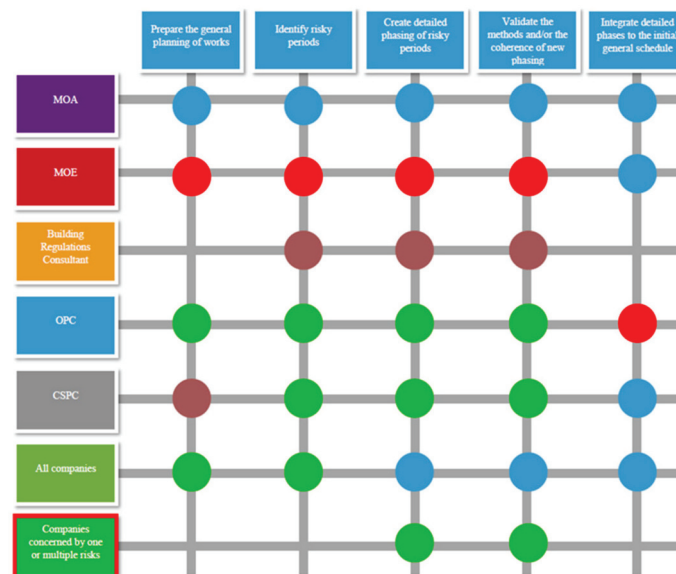 Prepare the general
planning of works
Identify risky
periods
Create detailed
phasing of risky
periods
Validate the
methods and/or the
coherence of new
phasing
Integrate detailed
phases to the initial
general schedule
MOA
MOE
Building
Regulations
Consultant
OPC
CSPC
All companies
Companies
concerned by one
or multiple risks